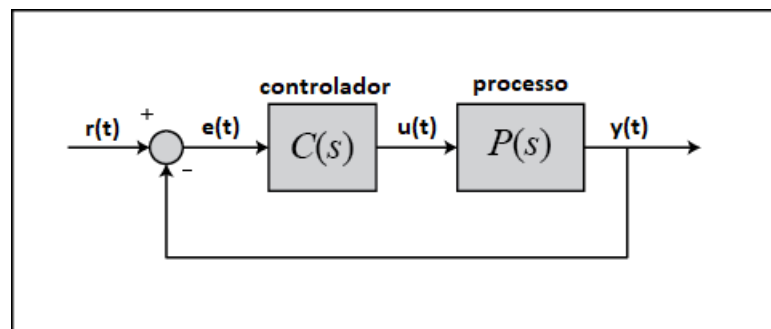 controlador
processo
+
r(t)
e(t)
C(s)
u(t)
P(s)
y(t)
−